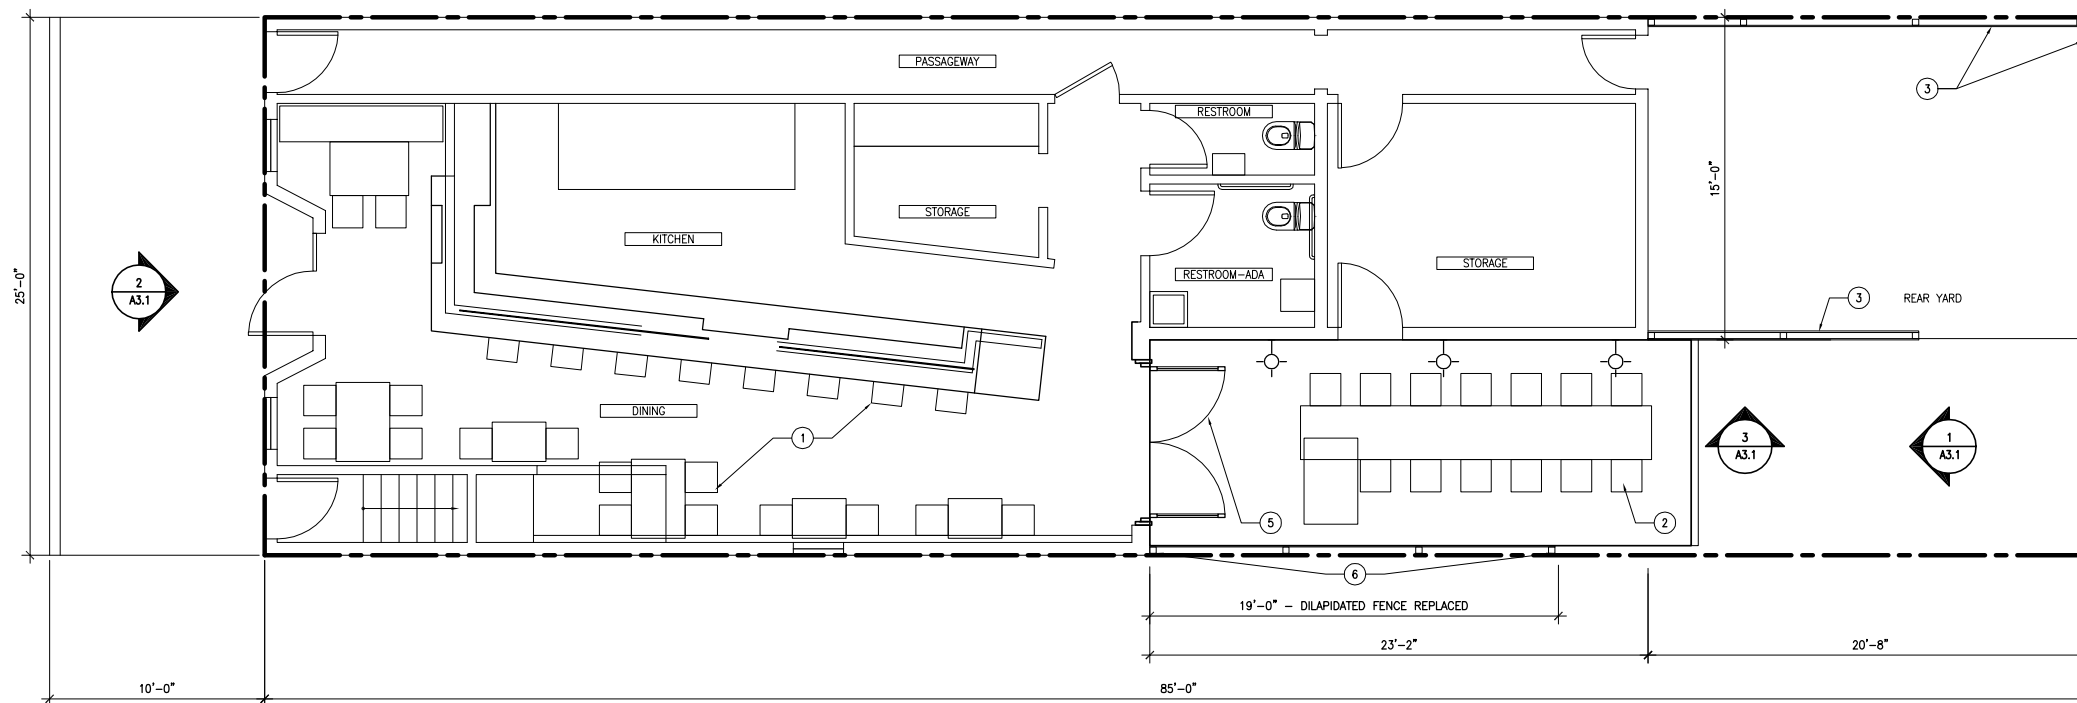 PASSAGEWAY
3
RESTROOM
15'-0"
STORAGE
KITCHEN
STORAGE
RESTROOM-ADA
25'-0"
2
A3.1
3
REAR YARD
DINING
1
3
A3.1
1
A3.1
5
2
6
19'-0" - DILAPIDATED FENCE REPLACED
23'-2"
20'-8"
10'-0"
85'-0"